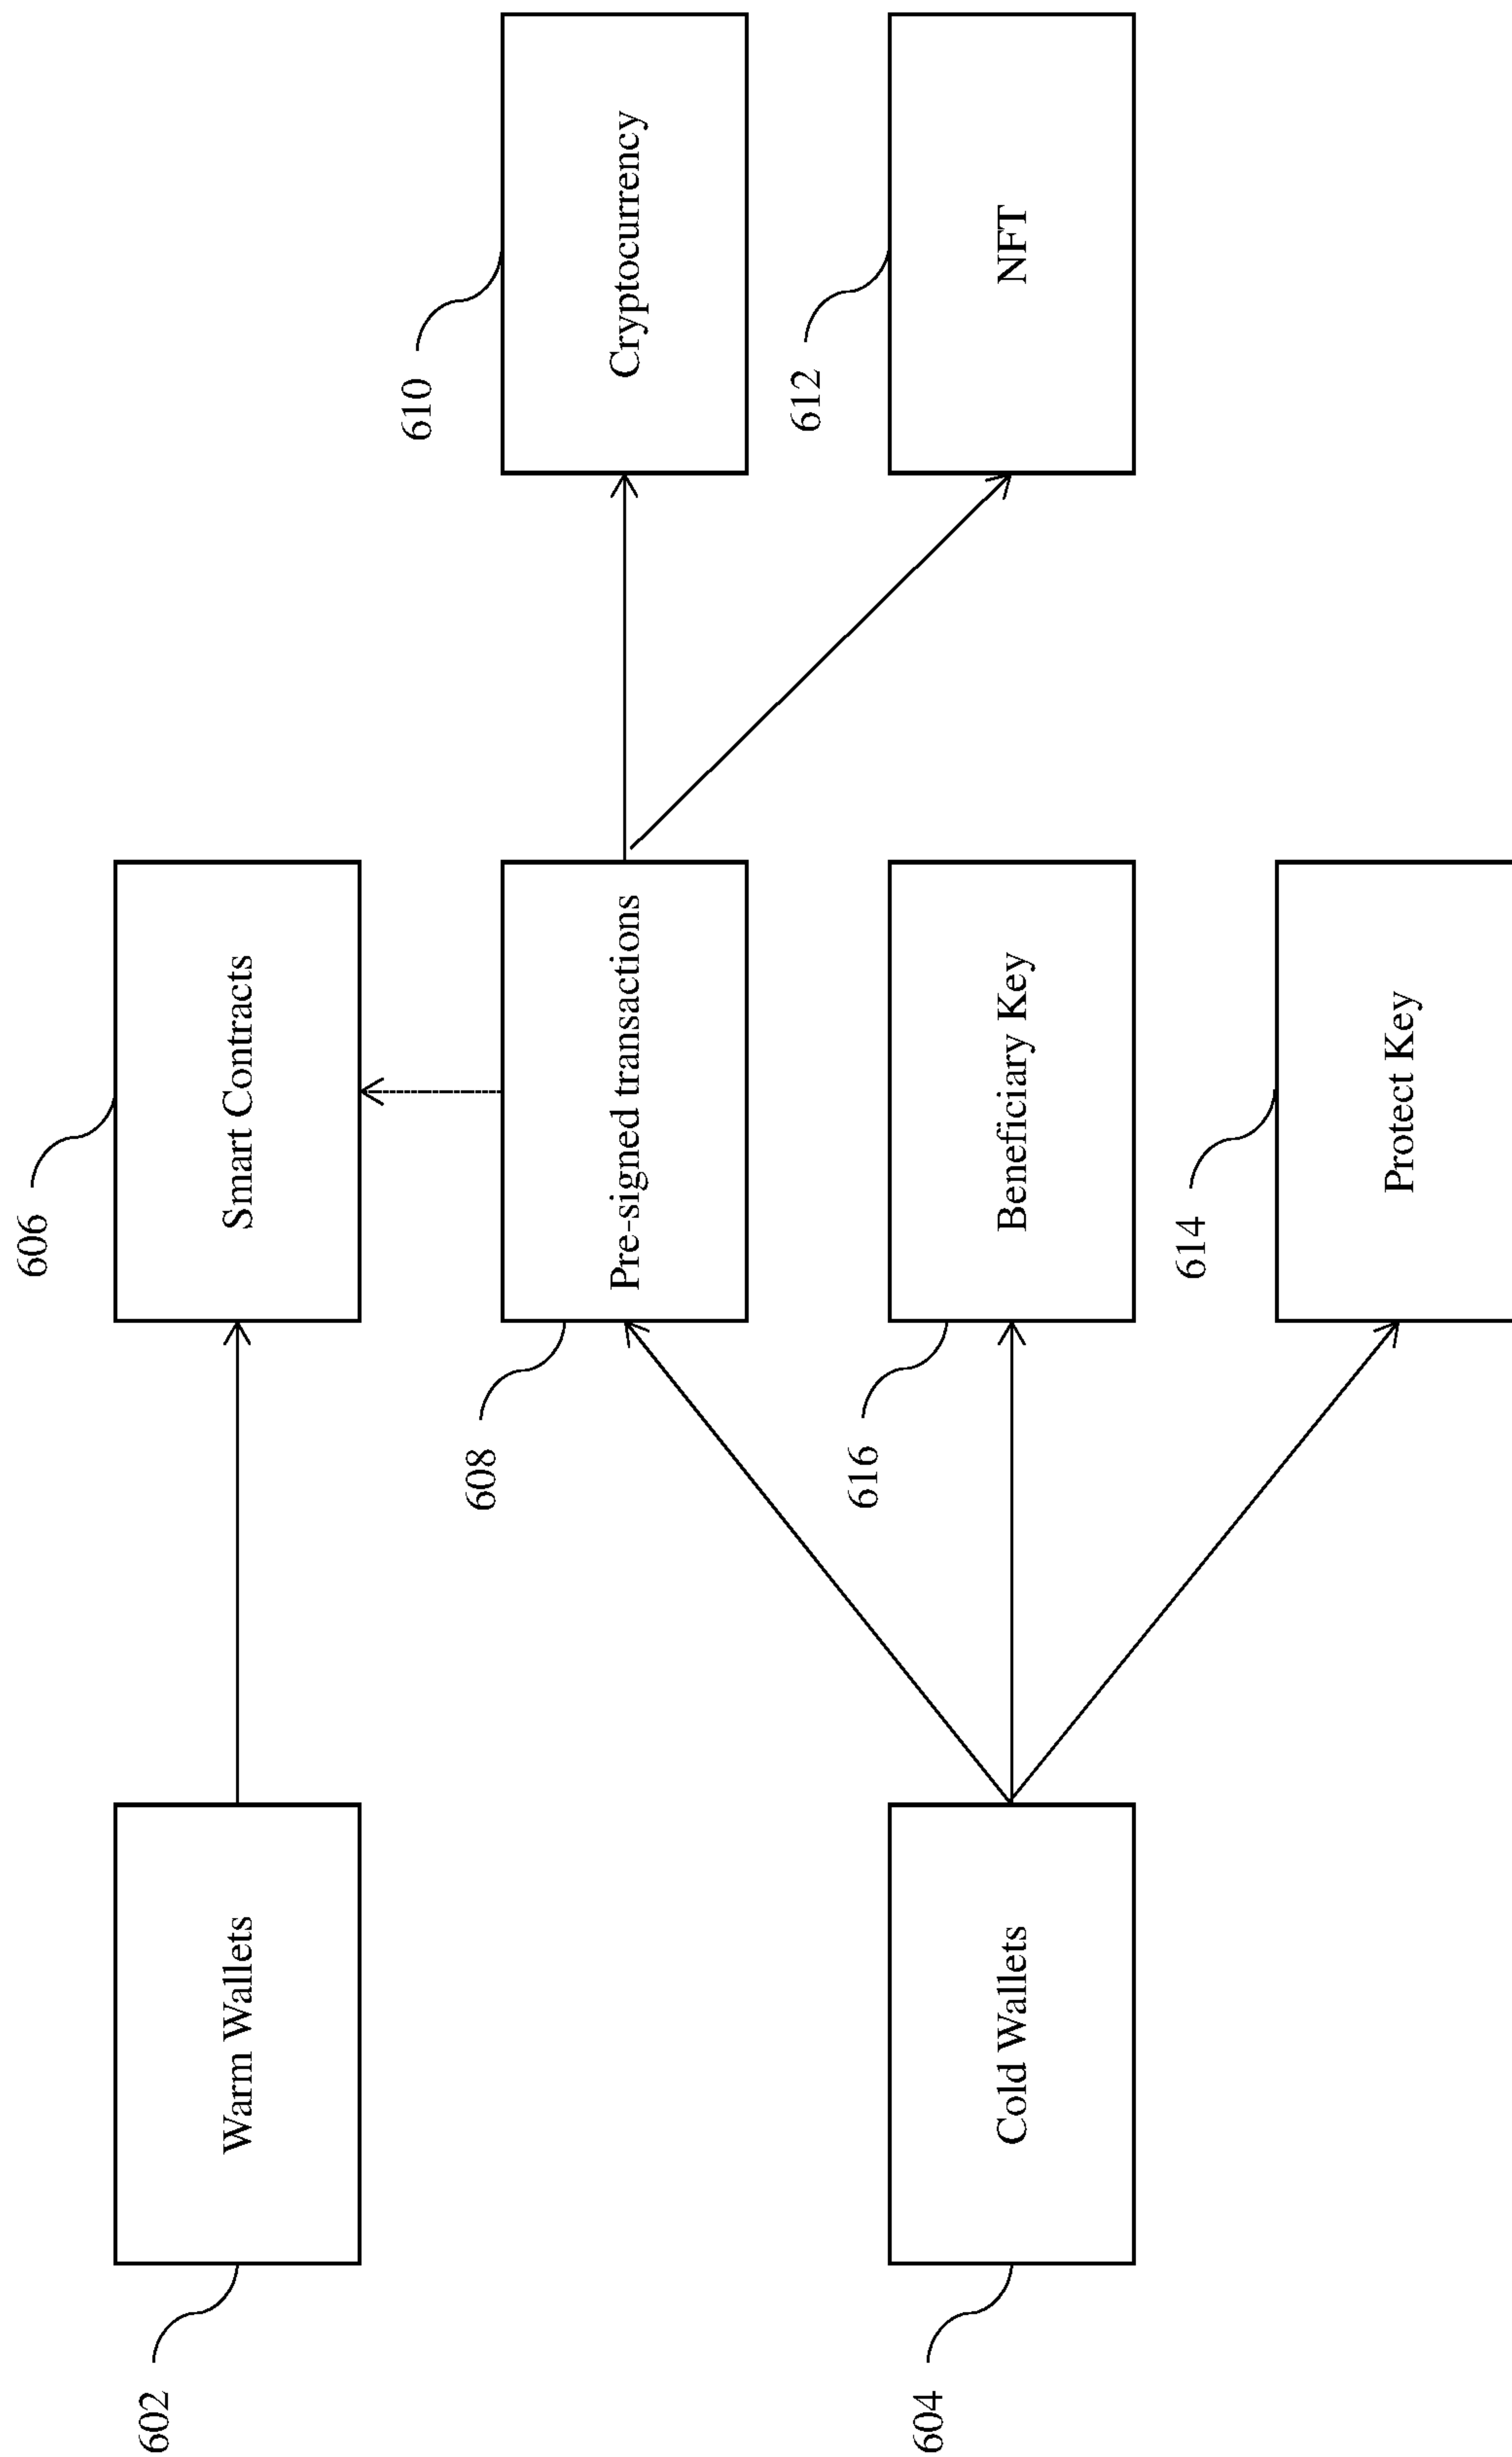 606
Smart Contracts
602
Warm Wallets
610
Cryptocurrency
608
Pre-signed transactions
612
NFT
616
Beneficiary Key
604
Cold Wallets
614
Protect Key